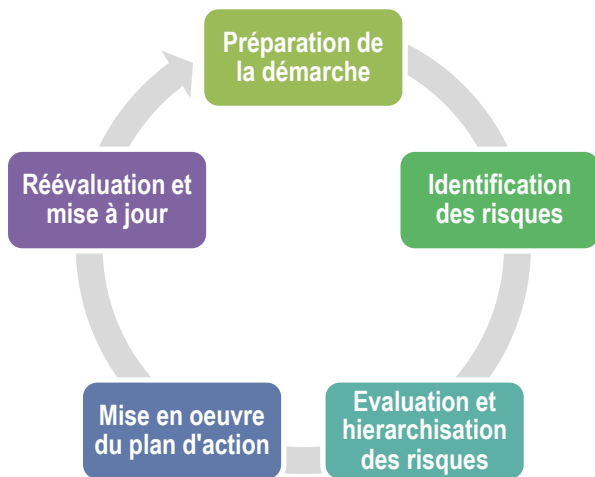 Préparation de
la démarche
Identification
des risques
Evaluation et
hierarchisation
des risques
Mise en oeuvre
du plan d'action
Réévaluation et
mise à jour